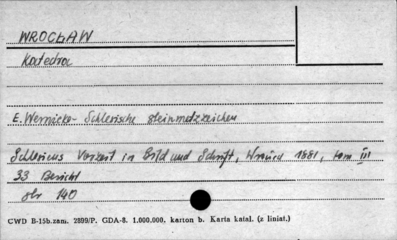 WROCŁAW
Katedra
E. Wernicke - Schlesische Steinmetzzeichen
Schlesiens Vorzeit in Bild und Schrift, 1881, tom III
33 Bericht
str 140
CWD B-15b.zam. 2899/P. GDA-8. 1.000.000. karton b. Karta katal. (z liniat.)